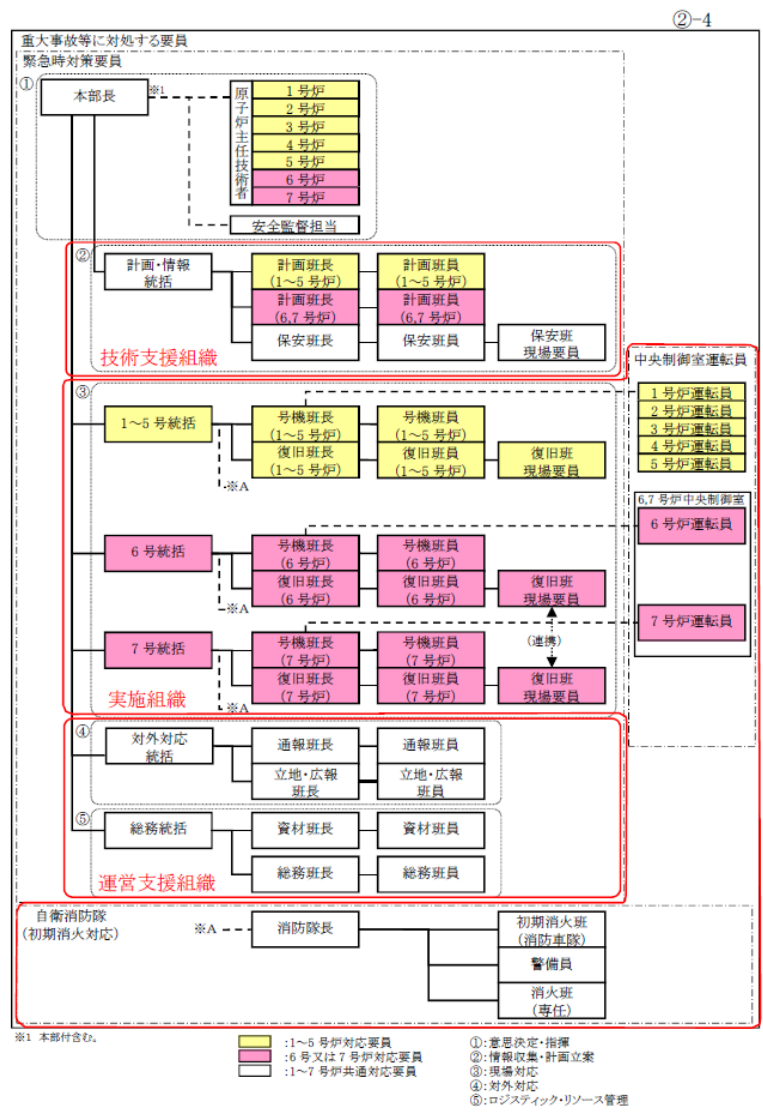 ②-4
重大事故等に対処する要員
緊急時対策要員
①
本部長
※1
原子炉主任技術者
1号炉
2号炉
3号炉
4号炉
5号炉
6号炉
7号炉
安全監督担当
②
計画・情報
統括
計画班長
(1~5号炉)
計画班員
(1~5号炉)
計画班長
(6,7号炉)
計画班員
(6,7号炉)
保安班長
保安班員
保安班
現場要員
技術支援組織
中央制御室運転員
1号炉運転員
2号炉運転員
3号炉運転員
4号炉運転員
5号炉運転員
6,7号炉中央制御室
6号炉運転員
7号炉運転員
③
1~5号統括
号機班長
(1~5号炉)
号機班員
(1~5号炉)
復旧班長
(1~5号炉)
復旧班員
(1~5号炉)
復旧班
現場要員
※A
6号統括
号機班長
(6号炉)
号機班員
(6号炉)
復旧班長
(6号炉)
復旧班員
(6号炉)
復旧班
現場要員
※A
(連携)
7号統括
号機班長
(7号炉)
号機班員
(7号炉)
復旧班長
(7号炉)
復旧班員
(7号炉)
復旧班
現場要員
※A
実施組織
④
対外対応
統括
通報班長
通報班員
立地・広報
班長
立地・広報
班員
⑤
総務統括
資材班長
資材班員
総務班長
総務班員
運営支援組織
自衛消防隊
(初期消火対応)
※A
消防隊長
初期消火班
(消防車隊)
警備員
消火班
(専任)
※1 本部付含む。
:1~5号炉対応要員
:6号又は7号炉対応要員
:1~7号炉共通対応要員
①:意思決定・指揮
②:情報収集・計画立案
③:現場対応
④:対外対応
⑤:ロジスティック・リソース管理